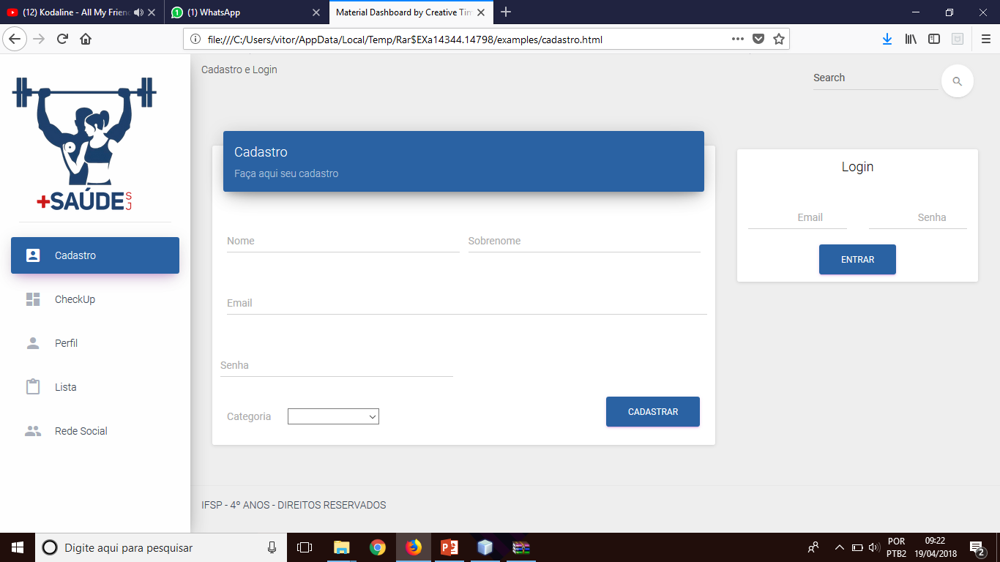 (12) Kodaline - All My Frien
(1) WhatsApp
Material Dashboard by Creative Tim
file:///C:/Users/vitor/AppData/Local/Temp/Rar$EXa14344.14798/examples/cadastro.html
+SAÚDE SJ
Cadastro
CheckUp
Perfil
Lista
Rede Social
Cadastro e Login
Search
Cadastro
Faça aqui seu cadastro
Nome
Sobrenome
Email
Senha
Categoria
CADASTRAR
Login
Email
Senha
ENTRAR
IFSP - 4º ANOS - DIREITOS RESERVADOS
Digite aqui para pesquisar
POR
PTB2
09:22
19/04/2018
2